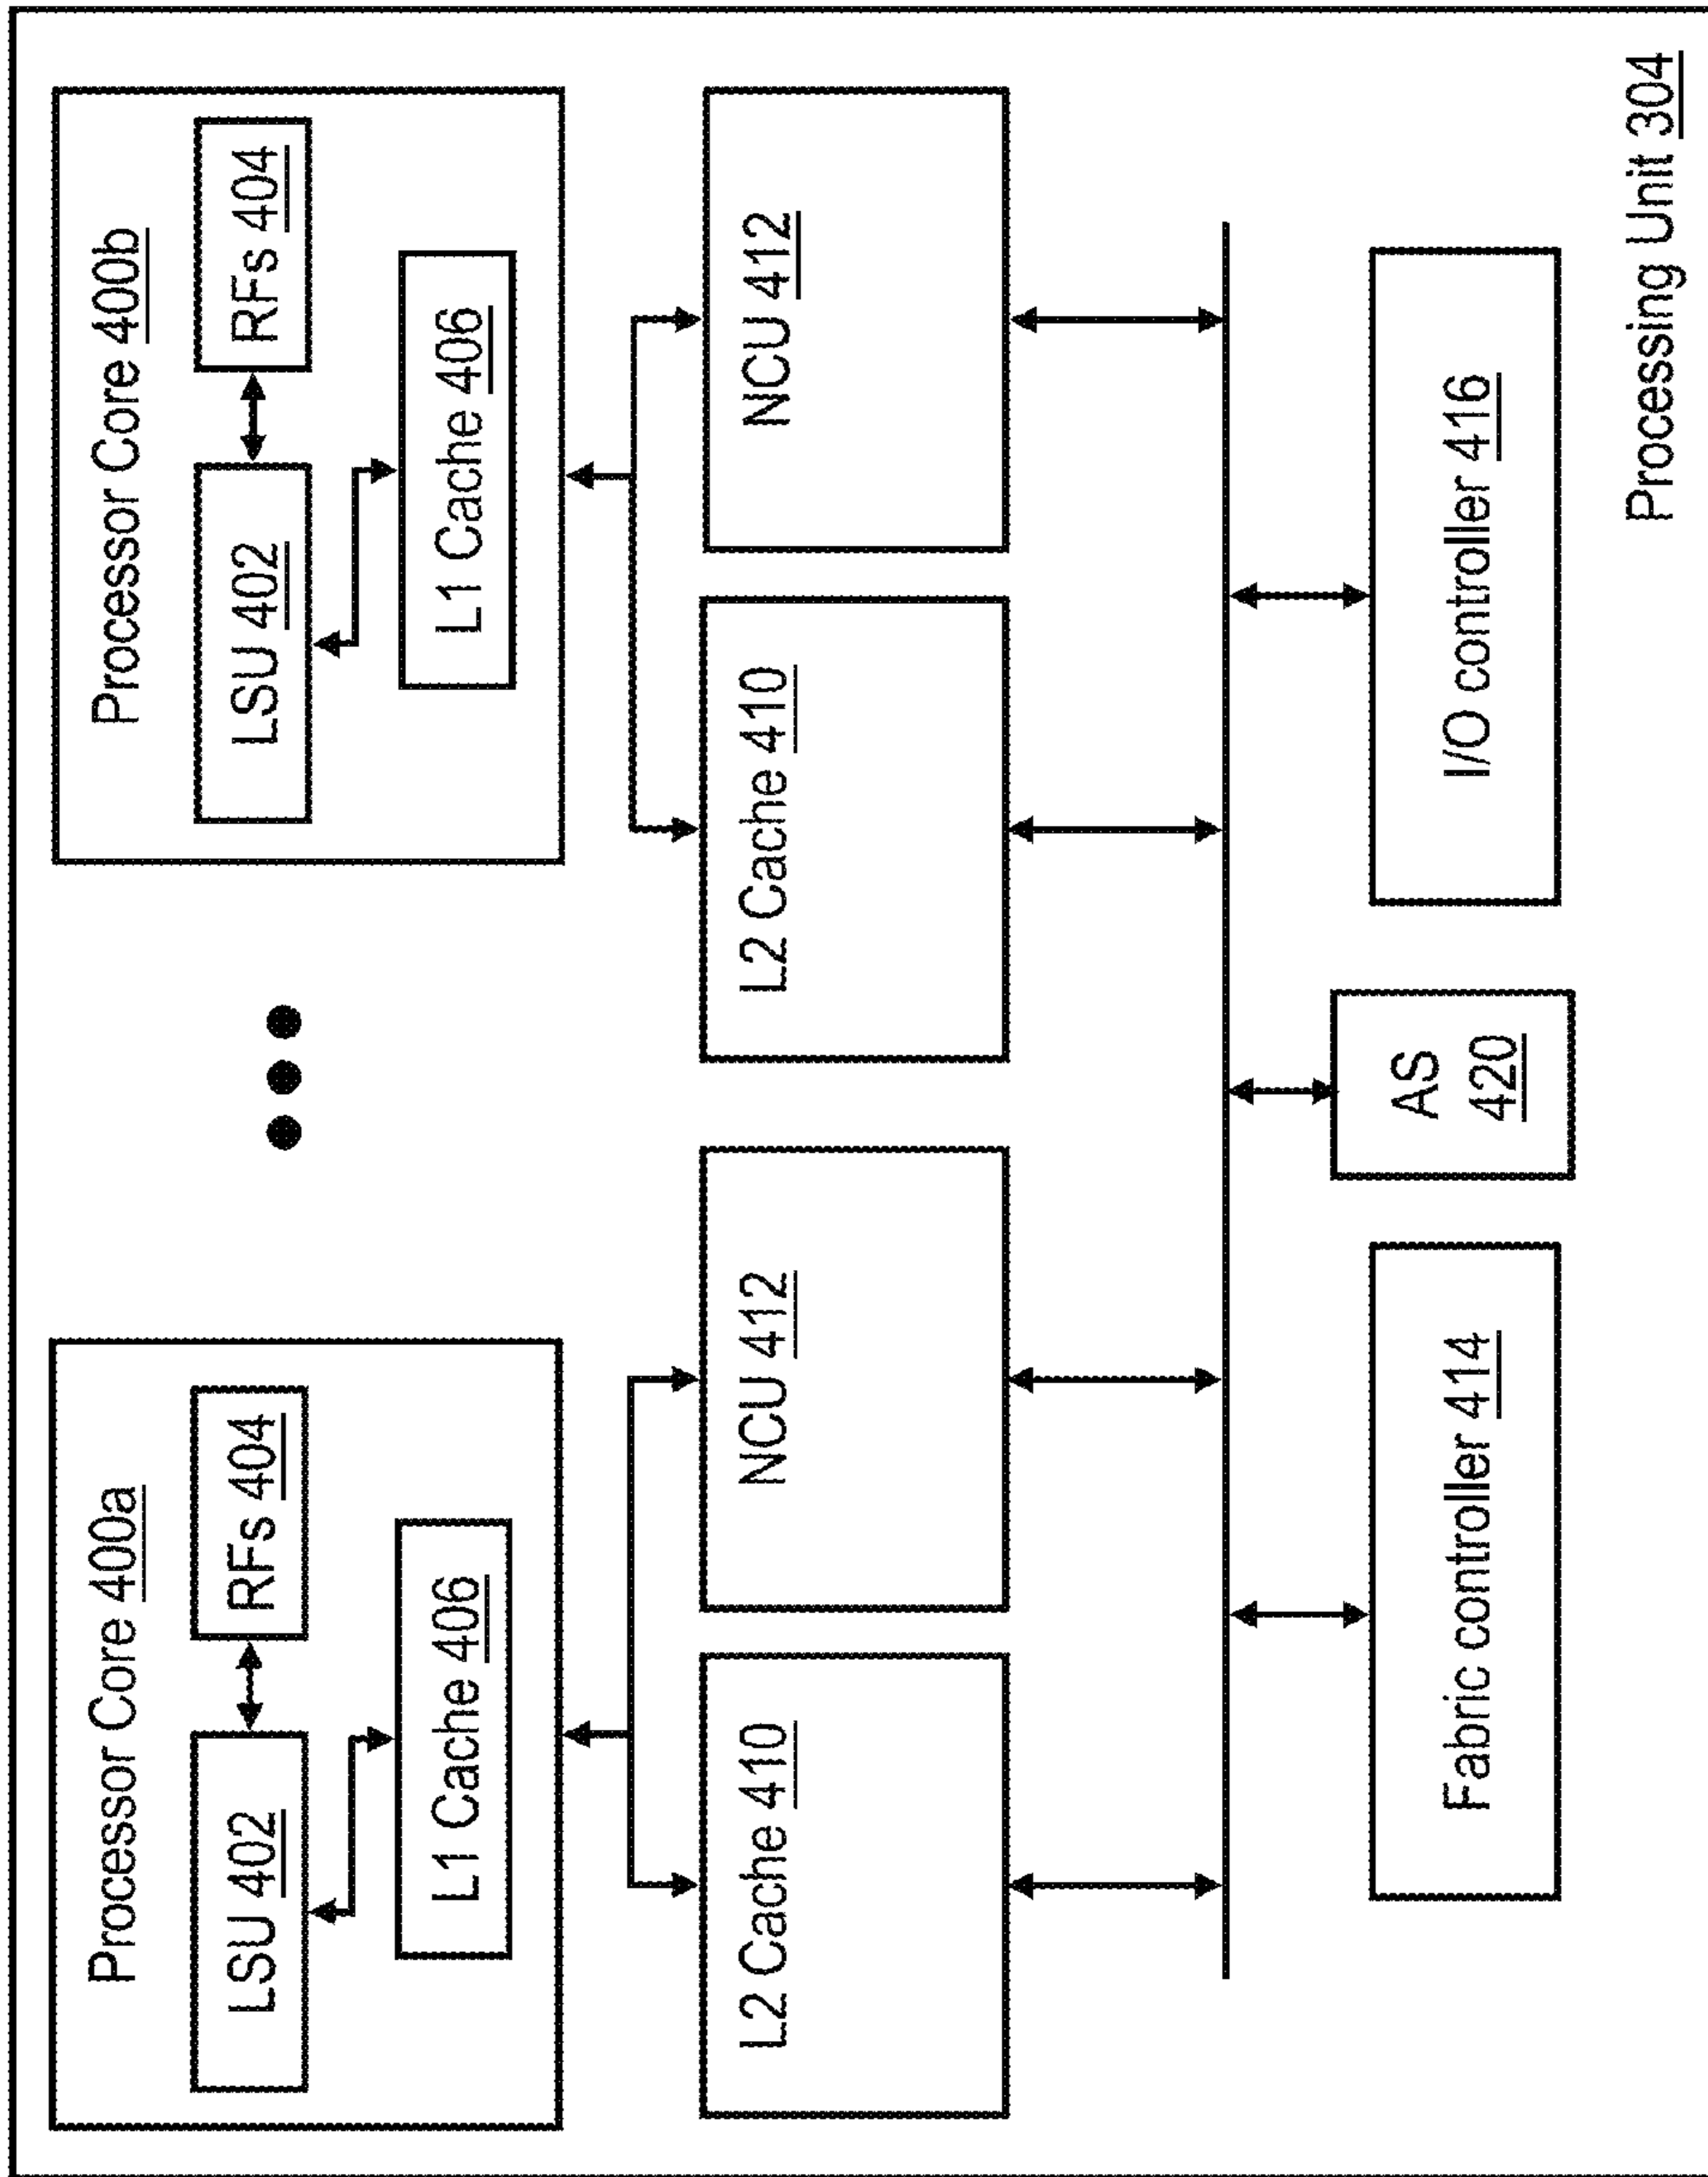 Processor Core 400a
LSU 402
RFs 404
L1 Cache 406
Processor Core 400b
LSU 402
RFs 404
L1 Cache 406
L2 Cache 410
NCU 412
L2 Cache 410
NCU 412
Fabric controller 414
AS
420
I/O controller 416
Processing Unit 304